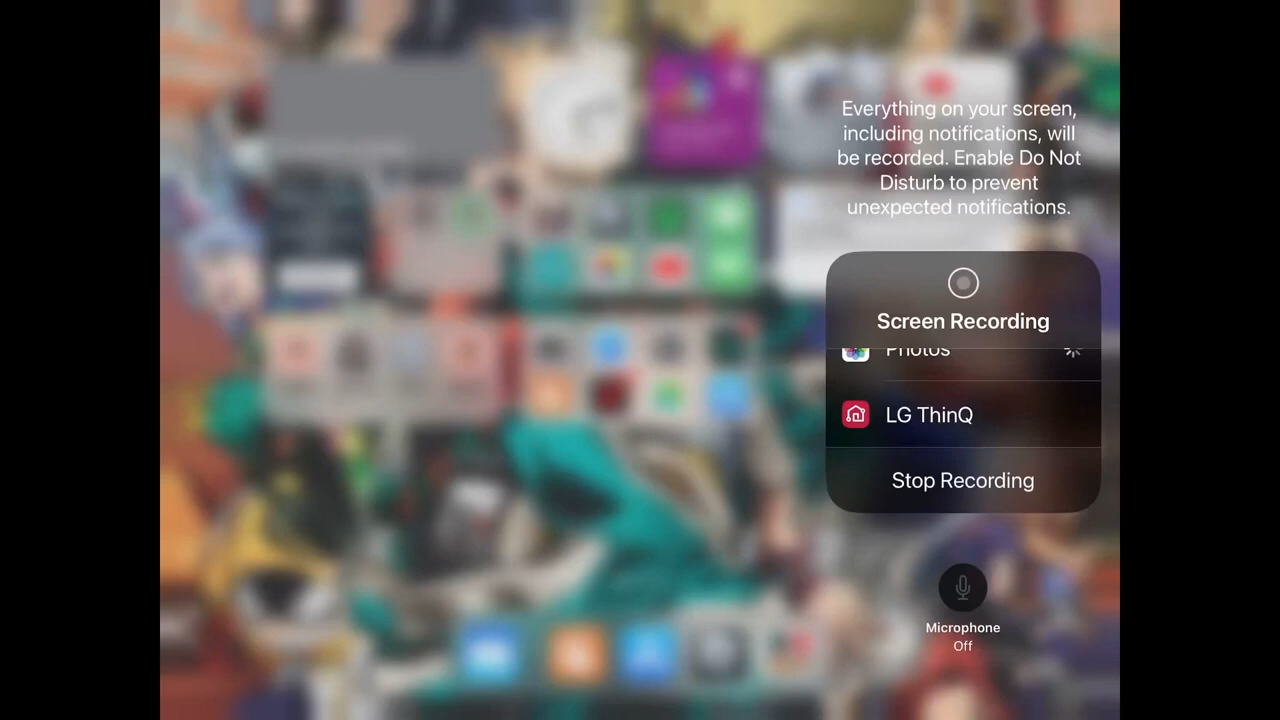 Everything on your screen,
including notifications, will
be recorded. Enable Do Not
Disturb to prevent
unexpected notifications.
Screen Recording
Photos
LG ThinQ
Stop Recording
Microphone
Off